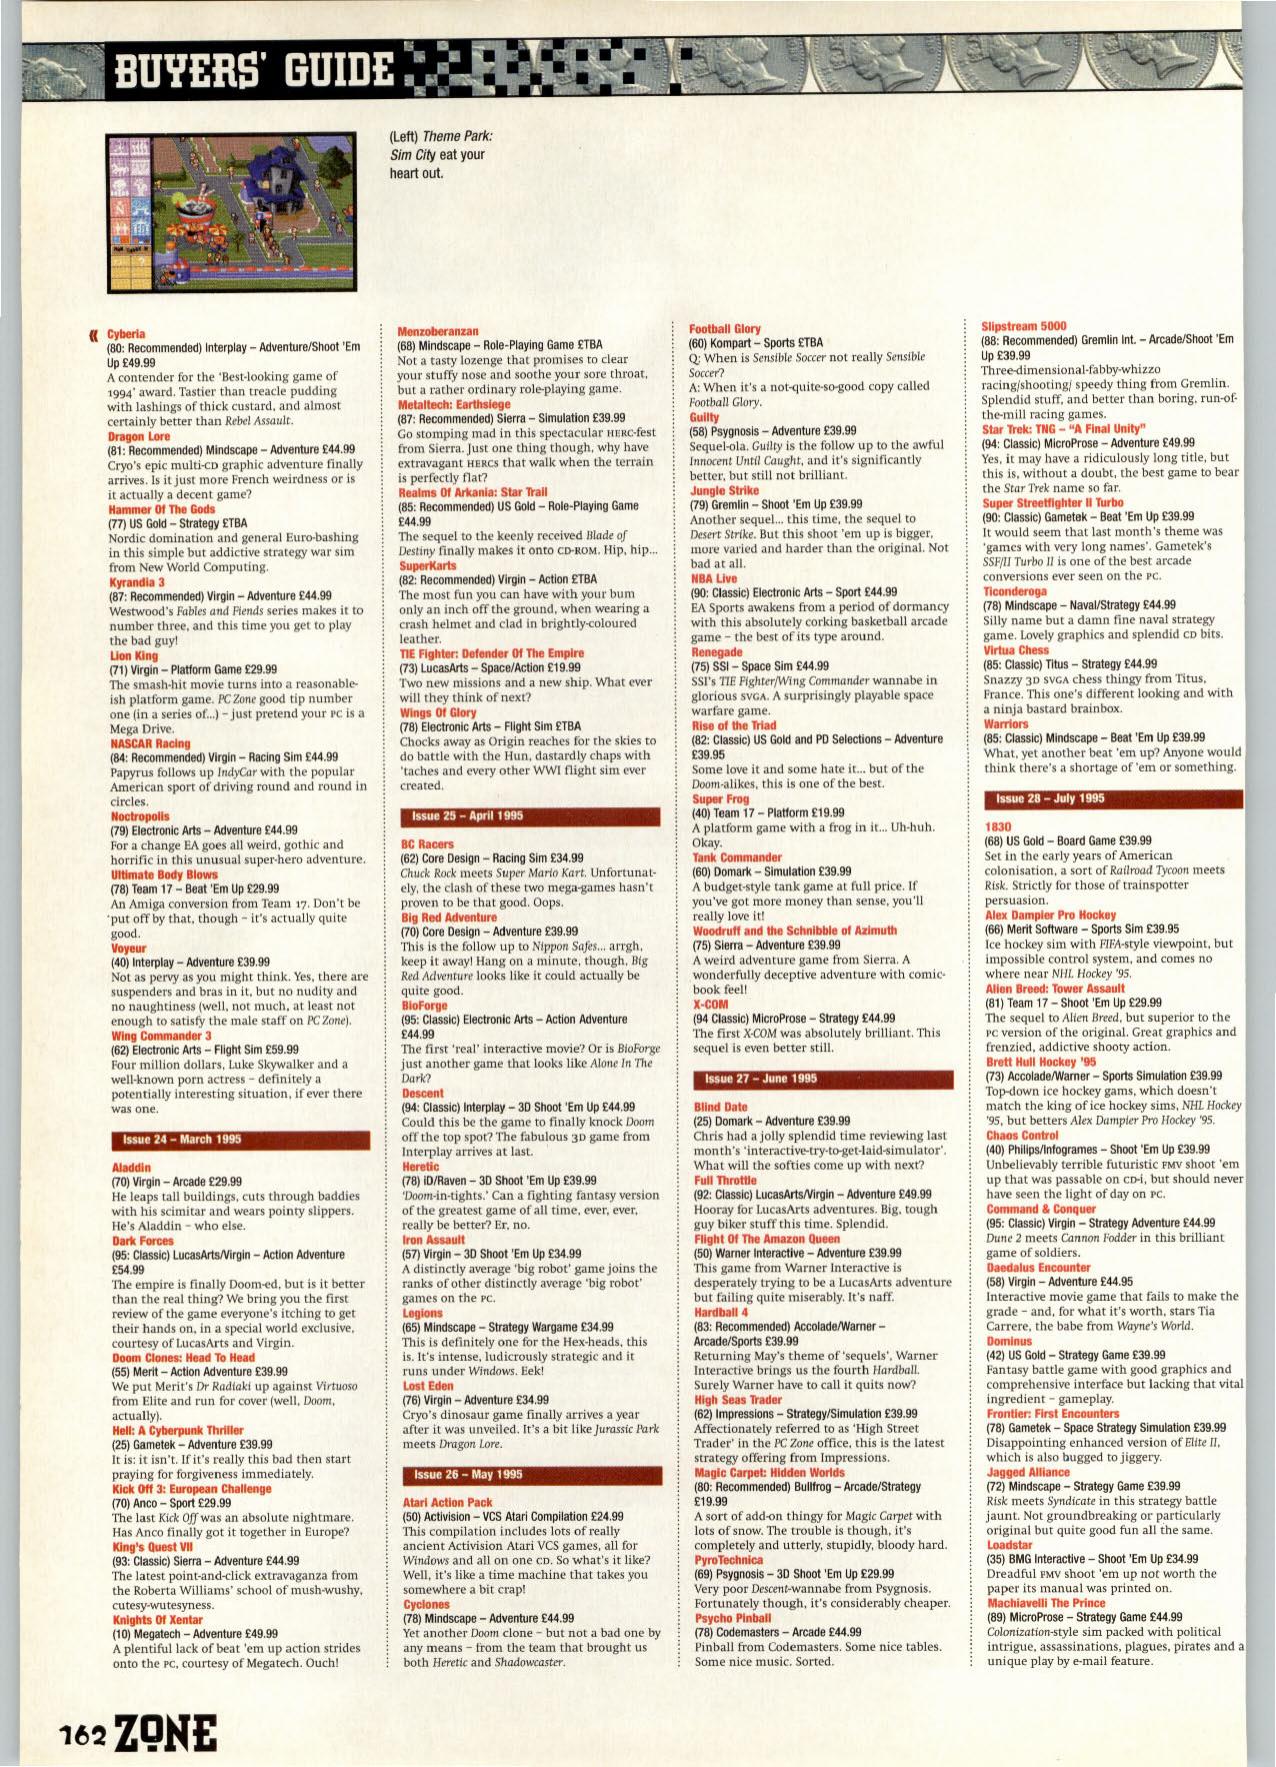 BUYERS' GUIDE
(Left) Theme Park:
Sim City eat your
heart out.
« Cyberia
(80: Recommended) Interplay – Adventure/Shoot 'Em
Up £49.99
A contender for the 'Best-looking game of
1994' award. Tastier than treacle pudding
with lashings of thick custard, and almost
certainly better than Rebel Assault.
Dragon Lore
(81: Recommended) Mindscape – Adventure £44.99
Cryo's epic multi-CD graphic adventure finally
arrives. Is it just more French weirdness or is
it actually a decent game?
Hammer Of The Gods
(77) US Gold – Strategy £TBA
Nordic domination and general Euro-bashing
in this simple but addictive strategy war sim
from New World Computing.
Kyrandia 3
(87: Recommended) Virgin – Adventure £44.99
Westwood's Fables and Fiends series makes it to
number three, and this time you get to play
the bad guy!
Lion King
(71) Virgin – Platform Game £29.99
The smash-hit movie turns into a reasonable-
ish platform game. PC Zone good tip number
one (in a series of...) – just pretend your PC is a
Mega Drive.
NASCAR Racing
(84: Recommended) Virgin – Racing Sim £44.99
Papyrus follows up IndyCar with the popular
American sport of driving round and round in
circles.
Noctropolis
(79) Electronic Arts – Adventure £44.99
For a change EA goes all weird, gothic and
horrific in this unusual super-hero adventure.
Ultimate Body Blows
(78) Team 17 – Beat 'Em Up £29.99
An Amiga conversion from Team 17. Don't be
put off by that, though – it's actually quite
good.
Voyeur
(40) Interplay – Adventure £39.99
Not as pervy as you might think. Yes, there are
suspenders and bras in it, but no nudity and
no naughtiness (well, not much, at least not
enough to satisfy the male staff on PC Zone).
Wing Commander 3
(62) Electronic Arts – Flight Sim £59.99
Four million dollars, Luke Skywalker and a
well-known porn actress – definitely a
potentially interesting situation, if ever there
was one.
Issue 24 – March 1995
Aladdin
(70) Virgin – Arcade £29.99
He leaps tall buildings, cuts through baddies
with his scimitar and wears pointy slippers.
He's Aladdin – who else.
Dark Forces
(95: Classic) LucasArts/Virgin – Action Adventure
£54.99
The empire is finally Doom-ed, but is it better
than the real thing? We bring you the first
review of the game everyone's itching to get
their hands on, in a special world exclusive,
courtesy of LucasArts and Virgin.
Doom Clones: Head To Head
(55) Merit – Action Adventure £39.99
We put Merit's Dr Radiaki up against Virtuoso
from Elite and run for cover (well, Doom,
actually).
Hell: A Cyberpunk Thriller
(25) Gametek – Adventure £39.99
It is: it isn't. If it's really this bad then start
praying for forgiveness immediately.
Kick Off 3: European Challenge
(70) Anco – Sport £29.99
The last Kick Off was an absolute nightmare.
Has Anco finally got it together in Europe?
King's Quest VII
(93: Classic) Sierra – Adventure £44.99
The latest point-and-click extravaganza from
the Roberta Williams' school of mush-wushy,
cutesy-wutesyness.
Knights Of Xentar
(10) Megatech – Adventure £49.99
A plentiful lack of beat 'em up action strides
onto the PC, courtesy of Megatech. Ouch!
Menzoberanzan
(68) Mindscape – Role-Playing Game £TBA
Not a tasty lozenge that promises to clear
your stuffy nose and soothe your sore throat,
but a rather ordinary role-playing game.
Metaltech: Earthsiege
(87: Recommended) Sierra – Simulation £39.99
Go stomping mad in this spectacular HERC-fest
from Sierra. Just one thing though, why have
extravagant HERCs that walk when the terrain
is perfectly flat?
Realms Of Arkania: Star Trail
(85: Recommended) US Gold – Role-Playing Game
£44.99
The sequel to the keenly received Blade of
Destiny finally makes it onto CD-ROM. Hip, hip...
SuperKarts
(82: Recommended) Virgin – Action £TBA
The most fun you can have with your bum
only an inch off the ground, when wearing a
crash helmet and clad in brightly-coloured
leather.
TIE Fighter: Defender Of The Empire
(73) LucasArts – Space/Action £19.99
Two new missions and a new ship. What ever
will they think of next?
Wings Of Glory
(78) Electronic Arts – Flight Sim £TBA
Chocks away as Origin reaches for the skies to
do battle with the Hun, dastardly chaps with
'taches and every other WWI flight sim ever
created.
Issue 25 – April 1995
BC Racers
(62) Core Design – Racing Sim £34.99
Chuck Rock meets Super Mario Kart. Unfortunat-
ely, the clash of these two mega-games hasn't
proven to be that good. Oops.
Big Red Adventure
(70) Core Design – Adventure £39.99
This is the follow up to Nippon Safes... arrgh,
keep it away! Hang on a minute, though, Big
Red Adventure looks like it could actually be
quite good.
BioForge
(95: Classic) Electronic Arts – Action Adventure
£44.99
The first 'real' interactive movie? Or is BioForge
just another game that looks like Alone In The
Dark?
Descent
(94: Classic) Interplay – 3D Shoot 'Em Up £44.99
Could this be the game to finally knock Doom
off the top spot? The fabulous 3D game from
Interplay arrives at last.
Heretic
(78) iD/Raven – 3D Shoot 'Em Up £39.99
'Doom-in-tights.' Can a fighting fantasy version
of the greatest game of all time, ever, ever,
really be better? Er, no.
Iron Assault
(57) Virgin – 3D Shoot 'Em Up £34.99
A distinctly average 'big robot' game joins the
ranks of other distinctly average 'big robot'
games on the PC.
Legions
(65) Mindscape – Strategy Wargame £34.99
This is definitely one for the Hex-heads, this
is. It's intense, ludicrously strategic and it
runs under Windows. Eek!
Lost Eden
(76) Virgin – Adventure £34.99
Cryo's dinosaur game finally arrives a year
after it was unveiled. It's a bit like Jurassic Park
meets Dragon Lore.
Issue 26 – May 1995
Atari Action Pack
(50) Activision – VCS Atari Compilation £24.99
This compilation includes lots of really
ancient Activision Atari VCS games, all for
Windows and all on one CD. So what's it like?
Well, it's like a time machine that takes you
somewhere a bit crap!
Cyclones
(78) Mindscape – Adventure £44.99
Yet another Doom clone – but not a bad one by
any means – from the team that brought us
both Heretic and Shadowcaster.
Football Glory
(60) Kompart – Sports £TBA
Q: When is Sensible Soccer not really Sensible
Soccer?
A: When it's a not-quite-so-good copy called
Football Glory.
Guilty
(58) Psygnosis – Adventure £39.99
Sequel-ola. Guilty is the follow up to the awful
Innocent Until Caught, and it's significantly
better, but still not brilliant.
Jungle Strike
(79) Gremlin – Shoot 'Em Up £39.99
Another sequel... this time, the sequel to
Desert Strike. But this shoot 'em up is bigger,
more varied and harder than the original. Not
bad at all.
NBA Live
(90: Classic) Electronic Arts – Sport £44.99
EA Sports awakens from a period of dormancy
with this absolutely corking basketball arcade
game – the best of its type around.
Renegade
(75) SSI – Space Sim £44.99
SSI's TIE Fighter/Wing Commander wannabe in
glorious SVGA. A surprisingly playable space
warfare game.
Rise of the Triad
(82: Classic) US Gold and PD Selections – Adventure
£39.95
Some love it and some hate it... but of the
Doom-alikes, this is one of the best.
Super Frog
(40) Team 17 – Platform £19.99
A platform game with a frog in it... Uh-huh.
Okay.
Tank Commander
(60) Domark – Simulation £39.99
A budget-style tank game at full price. If
you've got more money than sense, you'll
really love it!
Woodruff and the Schnibble of Azimuth
(75) Sierra – Adventure £39.99
A weird adventure game from Sierra. A
wonderfully deceptive adventure with comic-
book feel!
X-COM
(94 Classic) MicroProse – Strategy £44.99
The first X-COM was absolutely brilliant. This
sequel is even better still.
Issue 27 – June 1995
Blind Date
(25) Domark – Adventure £39.99
Chris had a jolly splendid time reviewing last
month's 'interactive-try-to-get-laid-simulator'.
What will the softies come up with next?
Full Throttle
(92: Classic) LucasArts/Virgin – Adventure £49.99
Hooray for LucasArts adventures. Big, tough
guy biker stuff this time. Splendid.
Flight Of The Amazon Queen
(50) Warner Interactive – Adventure £39.99
This game from Warner Interactive is
desperately trying to be a LucasArts adventure
but failing quite miserably. It's naff.
Hardball 4
(83: Recommended) Accolade/Warner –
Arcade/Sports £39.99
Returning May's theme of 'sequels', Warner
Interactive brings us the fourth Hardball.
Surely Warner have to call it quits now?
High Seas Trader
(62) Impressions – Strategy/Simulation £39.99
Affectionately referred to as 'High Street
Trader' in the PC Zone office, this is the latest
strategy offering from Impressions.
Magic Carpet: Hidden Worlds
(80: Recommended) Bullfrog – Arcade/Strategy
£19.99
A sort of add-on thingy for Magic Carpet with
lots of snow. The trouble is though, it's
completely and utterly, stupidly, bloody hard.
PyroTechnica
(69) Psygnosis – 3D Shoot 'Em Up £29.99
Very poor Descent-wannabe from Psygnosis.
Fortunately though, it's considerably cheaper.
Psycho Pinball
(78) Codemasters – Arcade £44.99
Pinball from Codemasters. Some nice tables.
Some nice music. Sorted.
Slipstream 5000
(88: Recommended) Gremlin Int. – Arcade/Shoot 'Em
Up £39.99
Three-dimensional-fabby-whizzo
racing/shooting/ speedy thing from Gremlin.
Splendid stuff, and better than boring, run-of-
the-mill racing games.
Star Trek: TNG – "A Final Unity"
(94: Classic) MicroProse – Adventure £49.99
Yes, it may have a ridiculously long title, but
this is, without a doubt, the best game to bear
the Star Trek name so far.
Super Streetfighter II Turbo
(90: Classic) Gametek – Beat 'Em Up £39.99
It would seem that last month's theme was
'games with very long names'. Gametek's
SSF/II Turbo II is one of the best arcade
conversions ever seen on the PC.
Ticonderoga
(78) Mindscape – Naval/Strategy £44.99
Silly name but a damn fine naval strategy
game. Lovely graphics and splendid CD bits.
Virtua Chess
(85: Classic) Titus – Strategy £44.99
Snazzy 3D SVGA chess thingy from Titus,
France. This one's different looking and with
a ninja bastard brainbox.
Warriors
(85: Classic) Mindscape – Beat 'Em Up £39.99
What, yet another beat 'em up? Anyone would
think there's a shortage of 'em or something.
Issue 28 – July 1995
1830
(68) US Gold – Board Game £39.99
Set in the early years of American
colonisation, a sort of Railroad Tycoon meets
Risk. Strictly for those of trainspotter
persuasion.
Alex Dampier Pro Hockey
(66) Merit Software – Sports Sim £39.95
Ice hockey sim with FIFA-style viewpoint, but
impossible control system, and comes no
where near NHL Hockey '95.
Alien Breed: Tower Assault
(81) Team 17 – Shoot 'Em Up £29.99
The sequel to Alien Breed, but superior to the
PC version of the original. Great graphics and
frenzied, addictive shooty action.
Brett Hull Hockey '95
(73) Accolade/Warner – Sports Simulation £39.99
Top-down ice hockey gams, which doesn't
match the king of ice hockey sims, NHL Hockey
'95, but betters Alex Dampier Pro Hockey '95.
Chaos Control
(40) Philips/Infogrames – Shoot 'Em Up £39.99
Unbelievably terrible futuristic FMV shoot 'em
up that was passable on CD-i, but should never
have seen the light of day on PC.
Command & Conquer
(95: Classic) Virgin – Strategy Adventure £44.99
Dune 2 meets Cannon Fodder in this brilliant
game of soldiers.
Daedalus Encounter
(58) Virgin – Adventure £44.95
Interactive movie game that fails to make the
grade – and, for what it's worth, stars Tia
Carrere, the babe from Wayne's World.
Dominus
(42) US Gold – Strategy Game £39.99
Fantasy battle game with good graphics and
comprehensive interface but lacking that vital
ingredient – gameplay.
Frontier: First Encounters
(78) Gametek – Space Strategy Simulation £39.99
Disappointing enhanced version of Elite II,
which is also bugged to jiggery.
Jagged Alliance
(72) Mindscape – Strategy Game £39.99
Risk meets Syndicate in this strategy battle
jaunt. Not groundbreaking or particularly
original but quite good fun all the same.
Loadstar
(35) BMG Interactive – Shoot 'Em Up £34.99
Dreadful FMV shoot 'em up not worth the
paper its manual was printed on.
Machiavelli The Prince
(89) MicroProse – Strategy Game £44.99
Colonization-style sim packed with political
intrigue, assassinations, plagues, pirates and a
unique play by e-mail feature.
162 ZONE